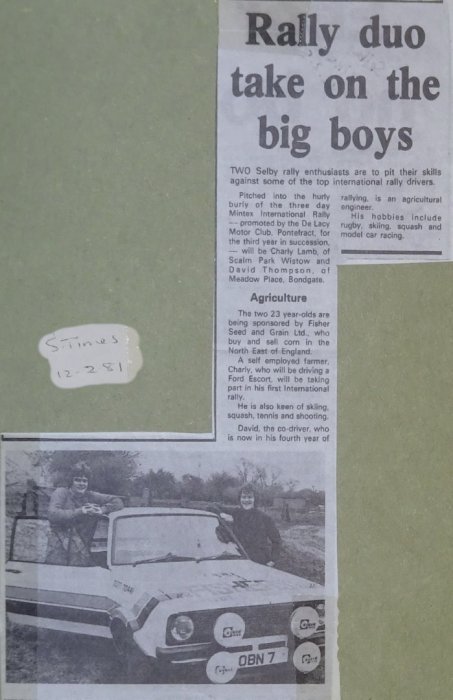 Rally duo
take on the
big boys
TWO Selby rally enthusiasts are to pit their skills
against some of the top international rally drivers.
Pitched into the hurly
burly of the three day
Mintex International Rally
— promoted by the De Lacy
Motor Club, Pontefract, for
the third year in succession,
— will be Charly Lamb, of
Scalm Park Wistow and
David Thompson, of
Meadow Place, Bondgate.
Agriculture
The two 23 year-olds are
being sponsored by Fisher
Seed and Grain Ltd., who
buy and sell corn in the
North East of England.
A self employed farmer,
Charly, who will be driving a
Ford Escort, will be taking
part in his first International
rally.
He is also keen of skiing,
squash, tennis and shooting.
David, the co-driver, who
is now in his fourth year of
rallying, is an agricultural
engineer.
His hobbies include
rugby, skiing, squash and
model car racing.
S Times
12-2 81
OBN 7